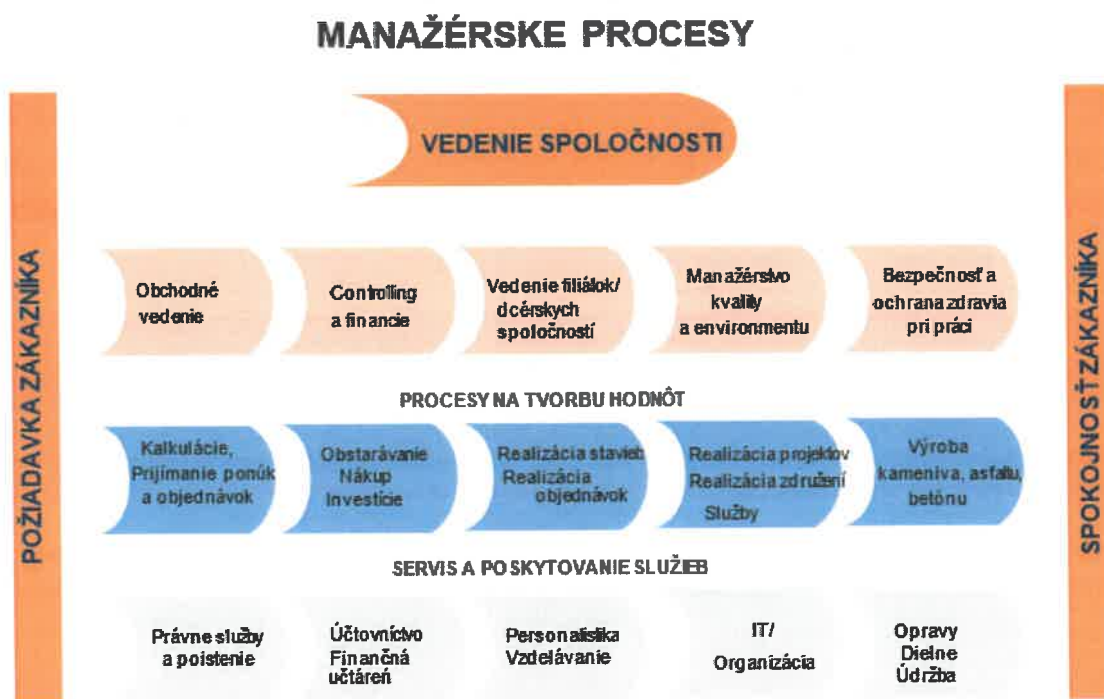 MANAŽÉRSKE PROCESY
POŽIADAVKA ZÁKAZNÍKA
VEDENIE SPOLOČNOSTI
Obchodné
vedenie
Controlling
a financie
Vedenie filiálok/
dcérskych
spoločností
Manažérstvo
kvality
a environmentu
Bezpečnosť a
ochrana zdravia
pri práci
PROCESY NA TVORBU HODNÔT
Kalkulácie,
Prijímanie ponúk
a objednávok
Obstarávanie
Nákup
Investície
Realizácia stavieb
Realizácia
objednávok
Realizácia projektov
Realizácia združení
Služby
Výroba
kameniva, asfaltu,
betónu
SERVIS A POSKYTOVANIE SLUŽIEB
Právne služby
a poistenie
Účtovníctvo
Finančná
učtáreň
Personalistika
Vzdelávanie
IT/
Organizácia
Opravy
Dielne
Údržba
SPOKOJNOSŤ ZÁKAZNÍKA